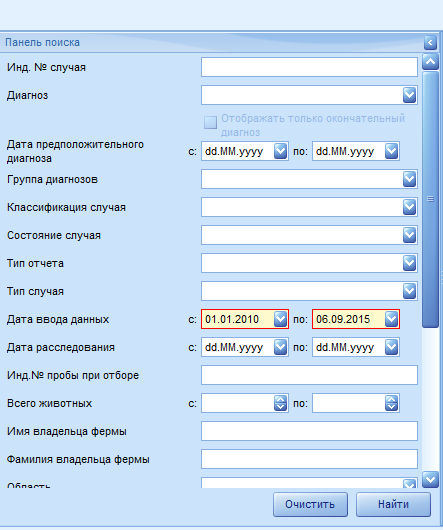 Панель поиска
Инд. № случая
Диагноз
Отображать только окончательный
диагноз
Дата предположительного
диагноза
с: dd.MM.yyyy по: dd.MM.yyyy
Группа диагнозов
Классификация случая
Состояние случая
Тип отчета
Тип случая
Дата ввода данных с: 01.01.2010 по: 06.09.2015
Дата расследования с: dd.MM.yyyy по: dd.MM.yyyy
Инд.№ пробы при отборе
Всего животных с: по:
Имя владельца фермы
Фамилия владельца фермы
Область
Очистить Найти